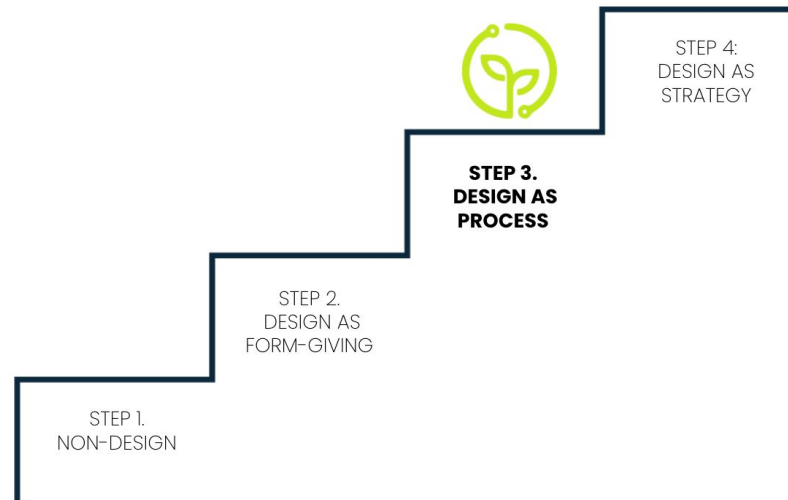 STEP 4:
DESIGN AS
STRATEGY
STEP 3.
DESIGN AS
PROCESS
STEP 2.
DESIGN AS
FORM-GIVING
STEP 1.
NON-DESIGN